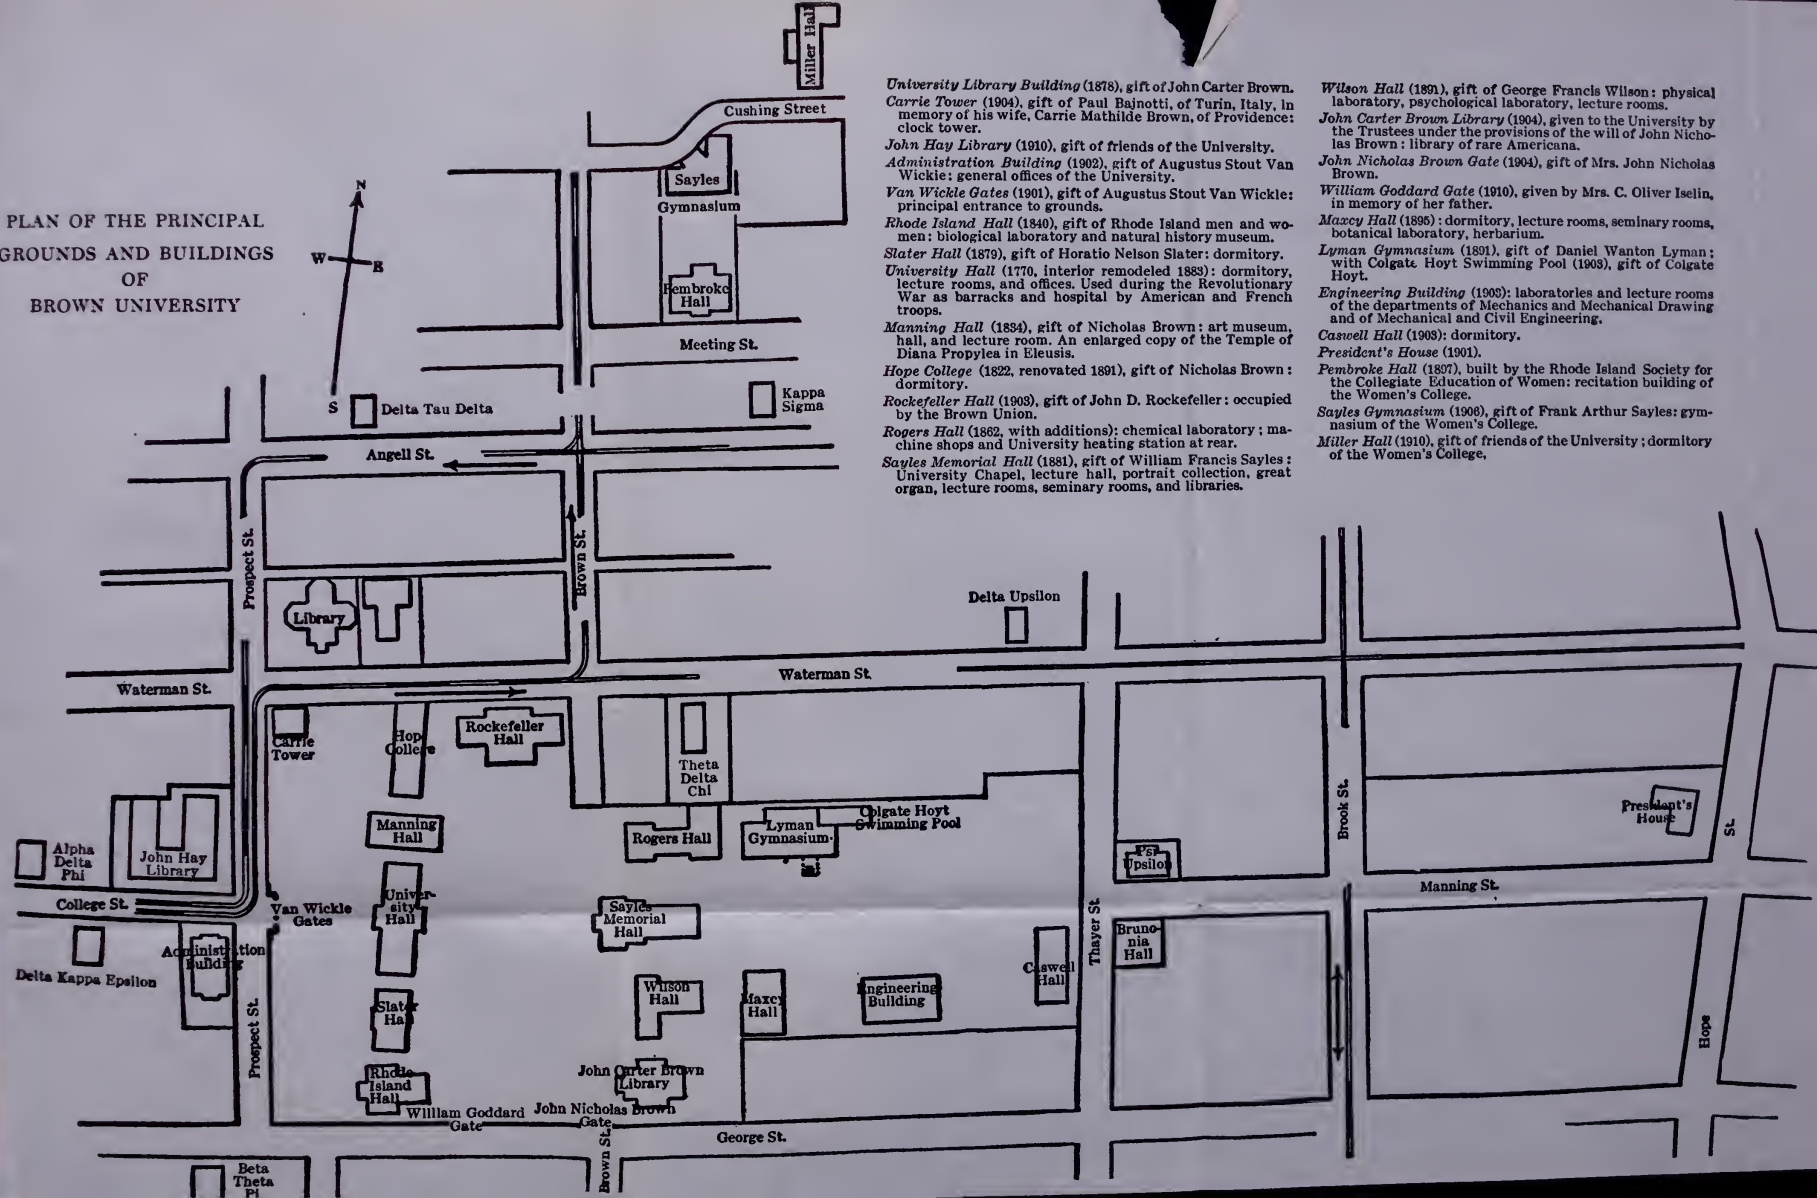 PLAN OF THE PRINCIPAL
GROUNDS AND BUILDINGS
OF
BROWN UNIVERSITY
N
W
E
S
University Library Building (1878), gift of John Carter Brown.
Carrie Tower (1904), gift of Paul Bajnotti, of Turin, Italy, in
memory of his wife, Carrie Mathilde Brown, of Providence:
clock tower.
John Hay Library (1910), gift of friends of the University.
Administration Building (1902), gift of Augustus Stout Van
Wickle: general offices of the University.
Van Wickle Gates (1901), gift of Augustus Stout Van Wickle:
principal entrance to grounds.
Rhode Island Hall (1840), gift of Rhode Island men and wo-
men: biological laboratory and natural history museum.
Slater Hall (1879), gift of Horatio Nelson Slater: dormitory.
University Hall (1770, interior remodeled 1883): dormitory,
lecture rooms, and offices. Used during the Revolutionary
War as barracks and hospital by American and French
troops.
Manning Hall (1834), gift of Nicholas Brown: art museum,
hall, and lecture room. An enlarged copy of the Temple of
Diana Propylea in Eleusis.
Hope College (1822, renovated 1891), gift of Nicholas Brown:
dormitory.
Rockefeller Hall (1903), gift of John D. Rockefeller: occupied
by the Brown Union.
Rogers Hall (1862, with additions): chemical laboratory; ma-
chine shops and University heating station at rear.
Sayles Memorial Hall (1881), gift of William Francis Sayles:
University Chapel, lecture hall, portrait collection, great
organ, lecture rooms, seminary rooms, and libraries.
Wilson Hall (1891), gift of George Francis Wilson: physical
laboratory, psychological laboratory, lecture rooms.
John Carter Brown Library (1904), given to the University by
the Trustees under the provisions of the will of John Nicho-
las Brown: library of rare Americana.
John Nicholas Brown Gate (1904), gift of Mrs. John Nicholas
Brown.
William Goddard Gate (1910), given by Mrs. C. Oliver Iselin,
in memory of her father.
Maxcy Hall (1895): dormitory, lecture rooms, seminary rooms,
botanical laboratory, herbarium.
Lyman Gymnasium (1891), gift of Daniel Wanton Lyman;
with Colgate Hoyt Swimming Pool (1903), gift of Colgate
Hoyt.
Engineering Building (1903): laboratories and lecture rooms
of the departments of Mechanics and Mechanical Drawing
and of Mechanical and Civil Engineering.
Caswell Hall (1903): dormitory.
President's House (1901).
Pembroke Hall (1897), built by the Rhode Island Society for
the Collegiate Education of Women: recitation building of
the Women's College.
Sayles Gymnasium (1906), gift of Frank Arthur Sayles: gym-
nasium of the Women's College.
Miller Hall (1910), gift of friends of the University; dormitory
of the Women's College,
Miller Hall
Cushing Street
Sayles
Gymnasium
Pembroke
Hall
Meeting St.
Delta Tau Delta
Kappa
Sigma
Angell St.
Prospect St.
Brown St.
Library
Delta Upsilon
Waterman St.
Waterman St.
Carrie
Tower
Hope
College
Rockefeller
Hall
Theta
Delta
Chi
Manning
Hall
Rogers Hall
Lyman
Gymnasium
Colgate Hoyt
Swimming Pool
Brook St.
President's
House
St.
Alpha
Delta
Phi
John Hay
Library
Psi
Upsilon
Manning St.
College St.
Van Wickle
Gates
Univer-
sity
Hall
Sayles
Memorial
Hall
Thayer St.
Bruno-
nia
Hall
Administration
Building
Delta Kappa Epsilon
Caswell
Hall
Wilson
Hall
Maxcy
Hall
Engineering
Building
Slater
Hall
Prospect St.
Hope
Rhode
Island
Hall
John Carter Brown
Library
William Goddard
Gate
John Nicholas Brown
Gate
George St.
Brown St.
Beta
Theta
Pi